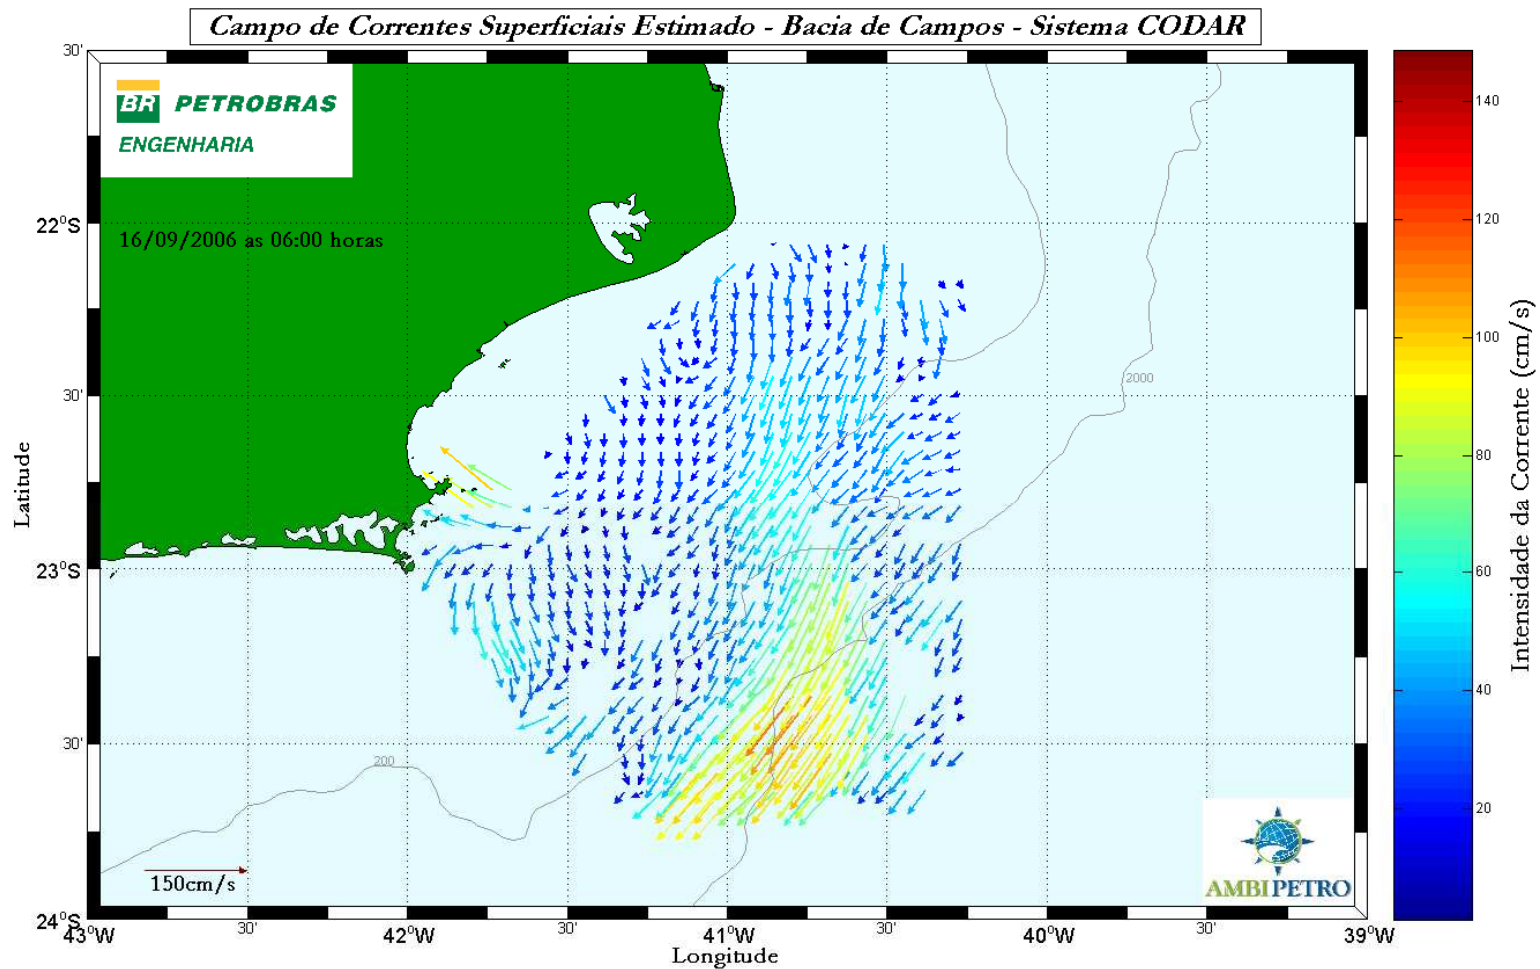 Campo de Correntes Superficiais Estimado - Bacia de Campos - Sistema CODAR
BR PETROBRAS
ENGENHARIA
16/09/2006 as 06:00 horas
30'
22°S
30'
23°S
30'
24°S
Latitude
2000
200
150cm/s
AMBIPETRO
43°W
30'
42°W
30'
41°W
30'
40°W
30'
39°W
Longitude
140
120
100
80
60
40
20
Intensidade da Corrente (cm/s)